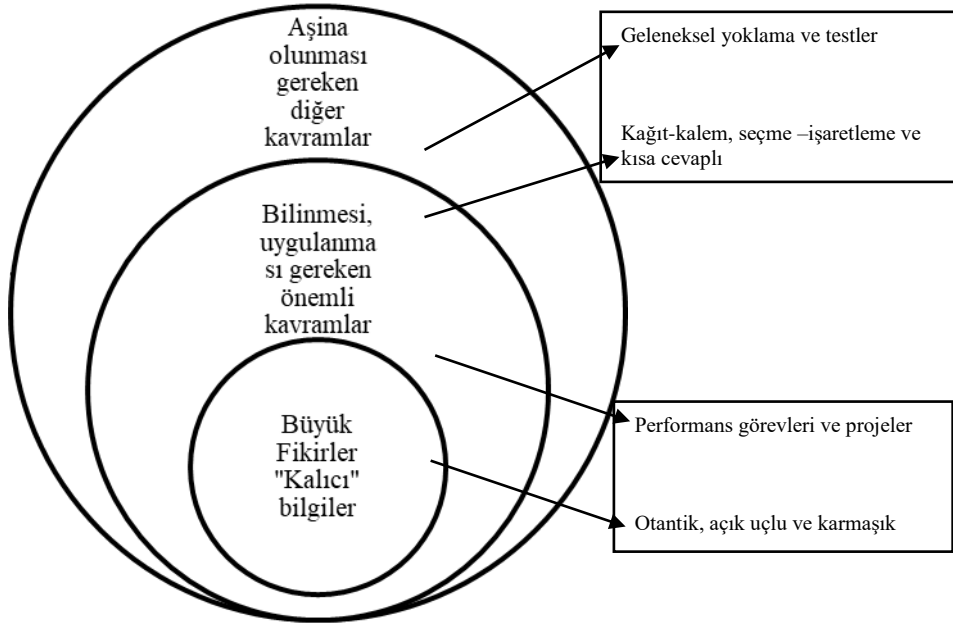 Aşina
olunması
gereken
diğer
kavramlar
Bilinmesi,
uygulanma
sı gereken
önemli
kavramlar
Büyük
Fikirler
"Kalıcı"
bilgiler
Geleneksel yoklama ve testler
Kağıt-kalem, seçme –işaretleme ve
kısa cevaplı
Performans görevleri ve projeler
Otantik, açık uçlu ve karmaşık